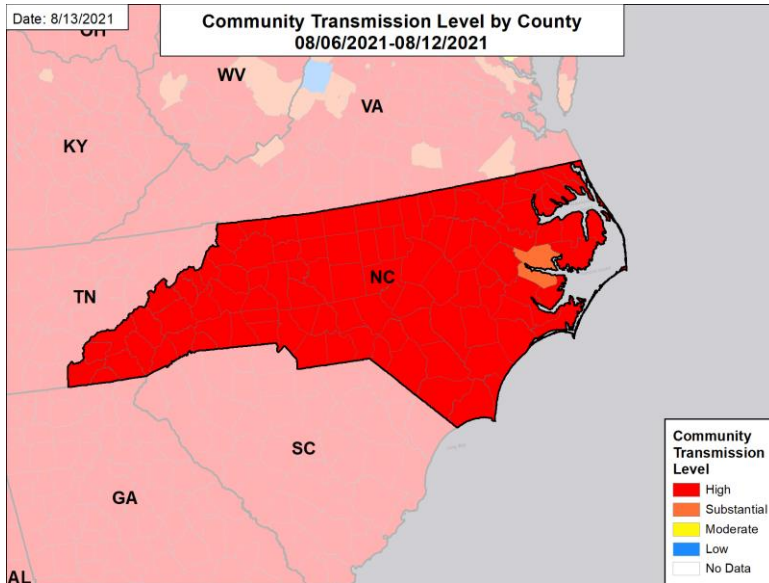 Date: 8/13/2021
Community Transmission Level by County
08/06/2021-08/12/2021
OH
WV
VA
KY
NC
TN
SC
GA
AL
Community
Transmission
Level
High
Substantial
Moderate
Low
No Data